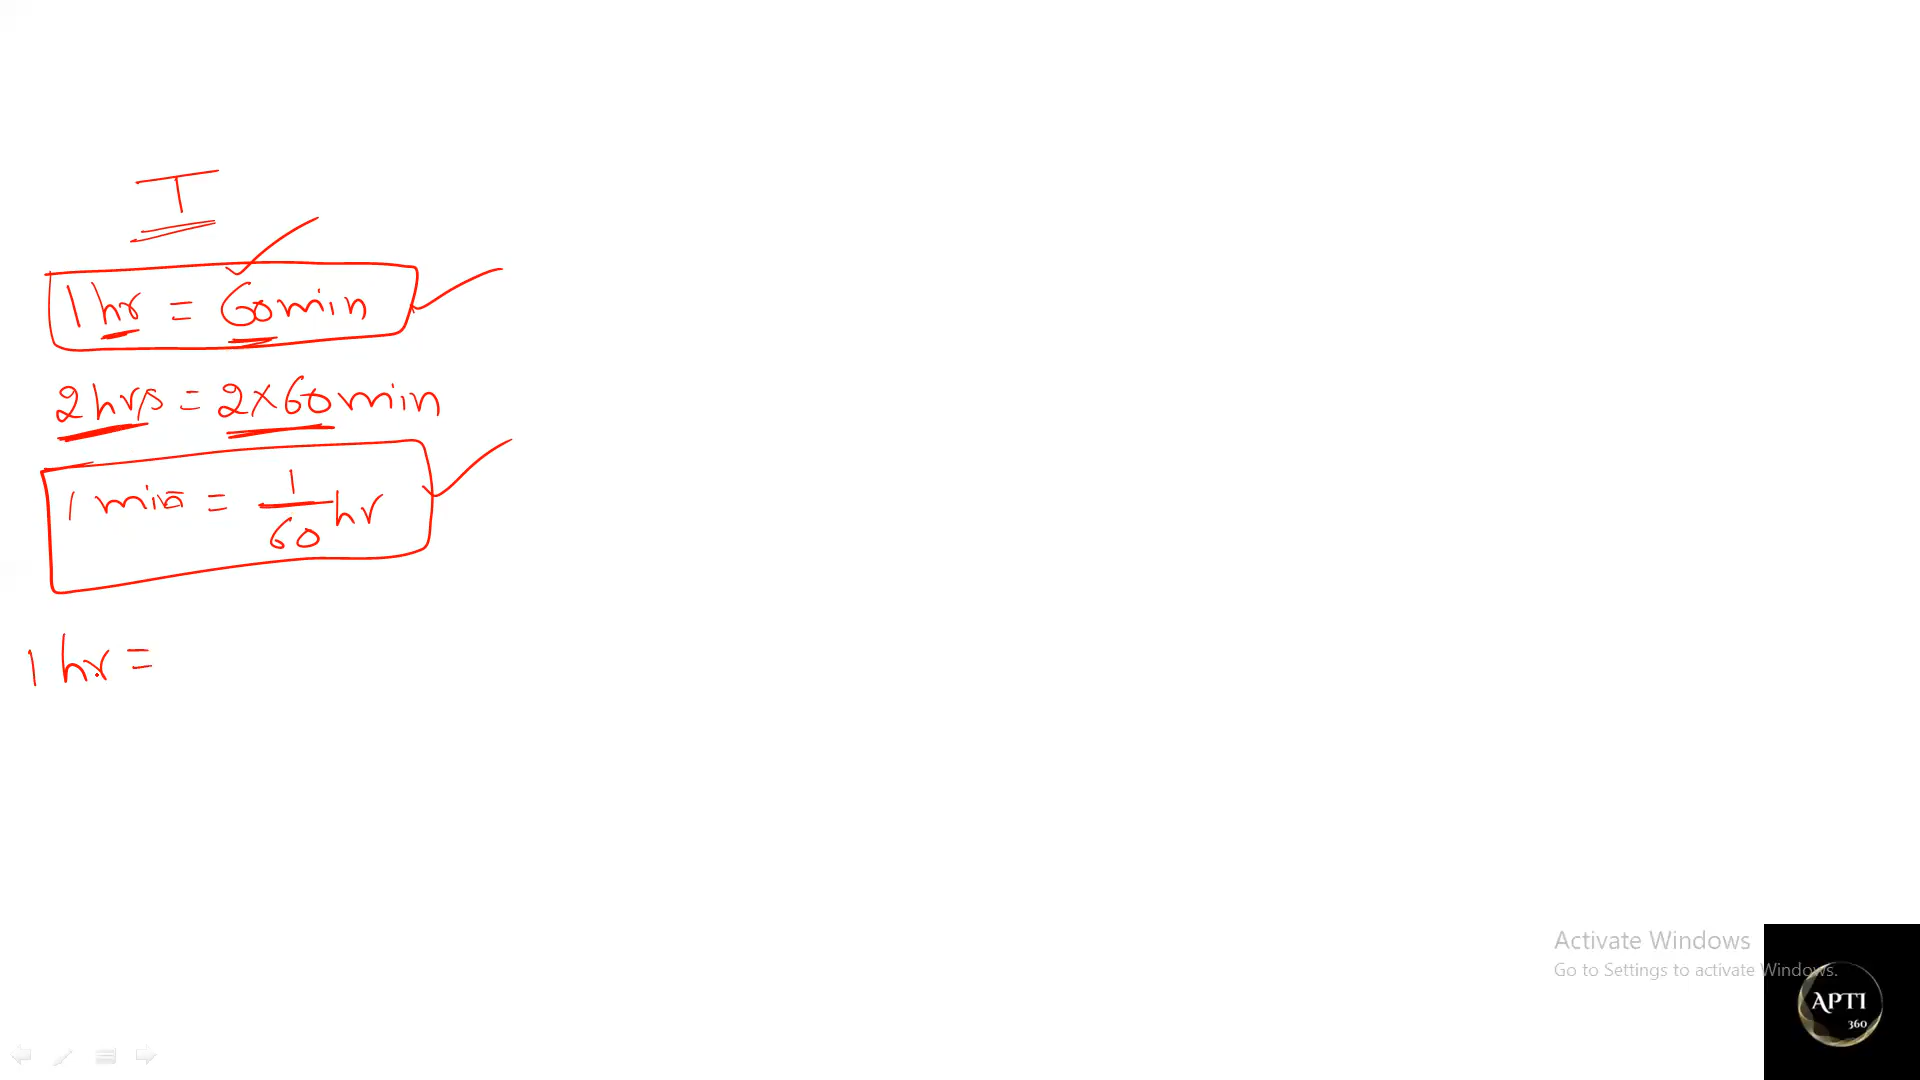 T
1 hr = 60 min
2 hrs = 2 × 60 min
1 min = 1/60 hr
1 hr =
Activate Windows
Go to Settings to activate Windows.
APTI
360